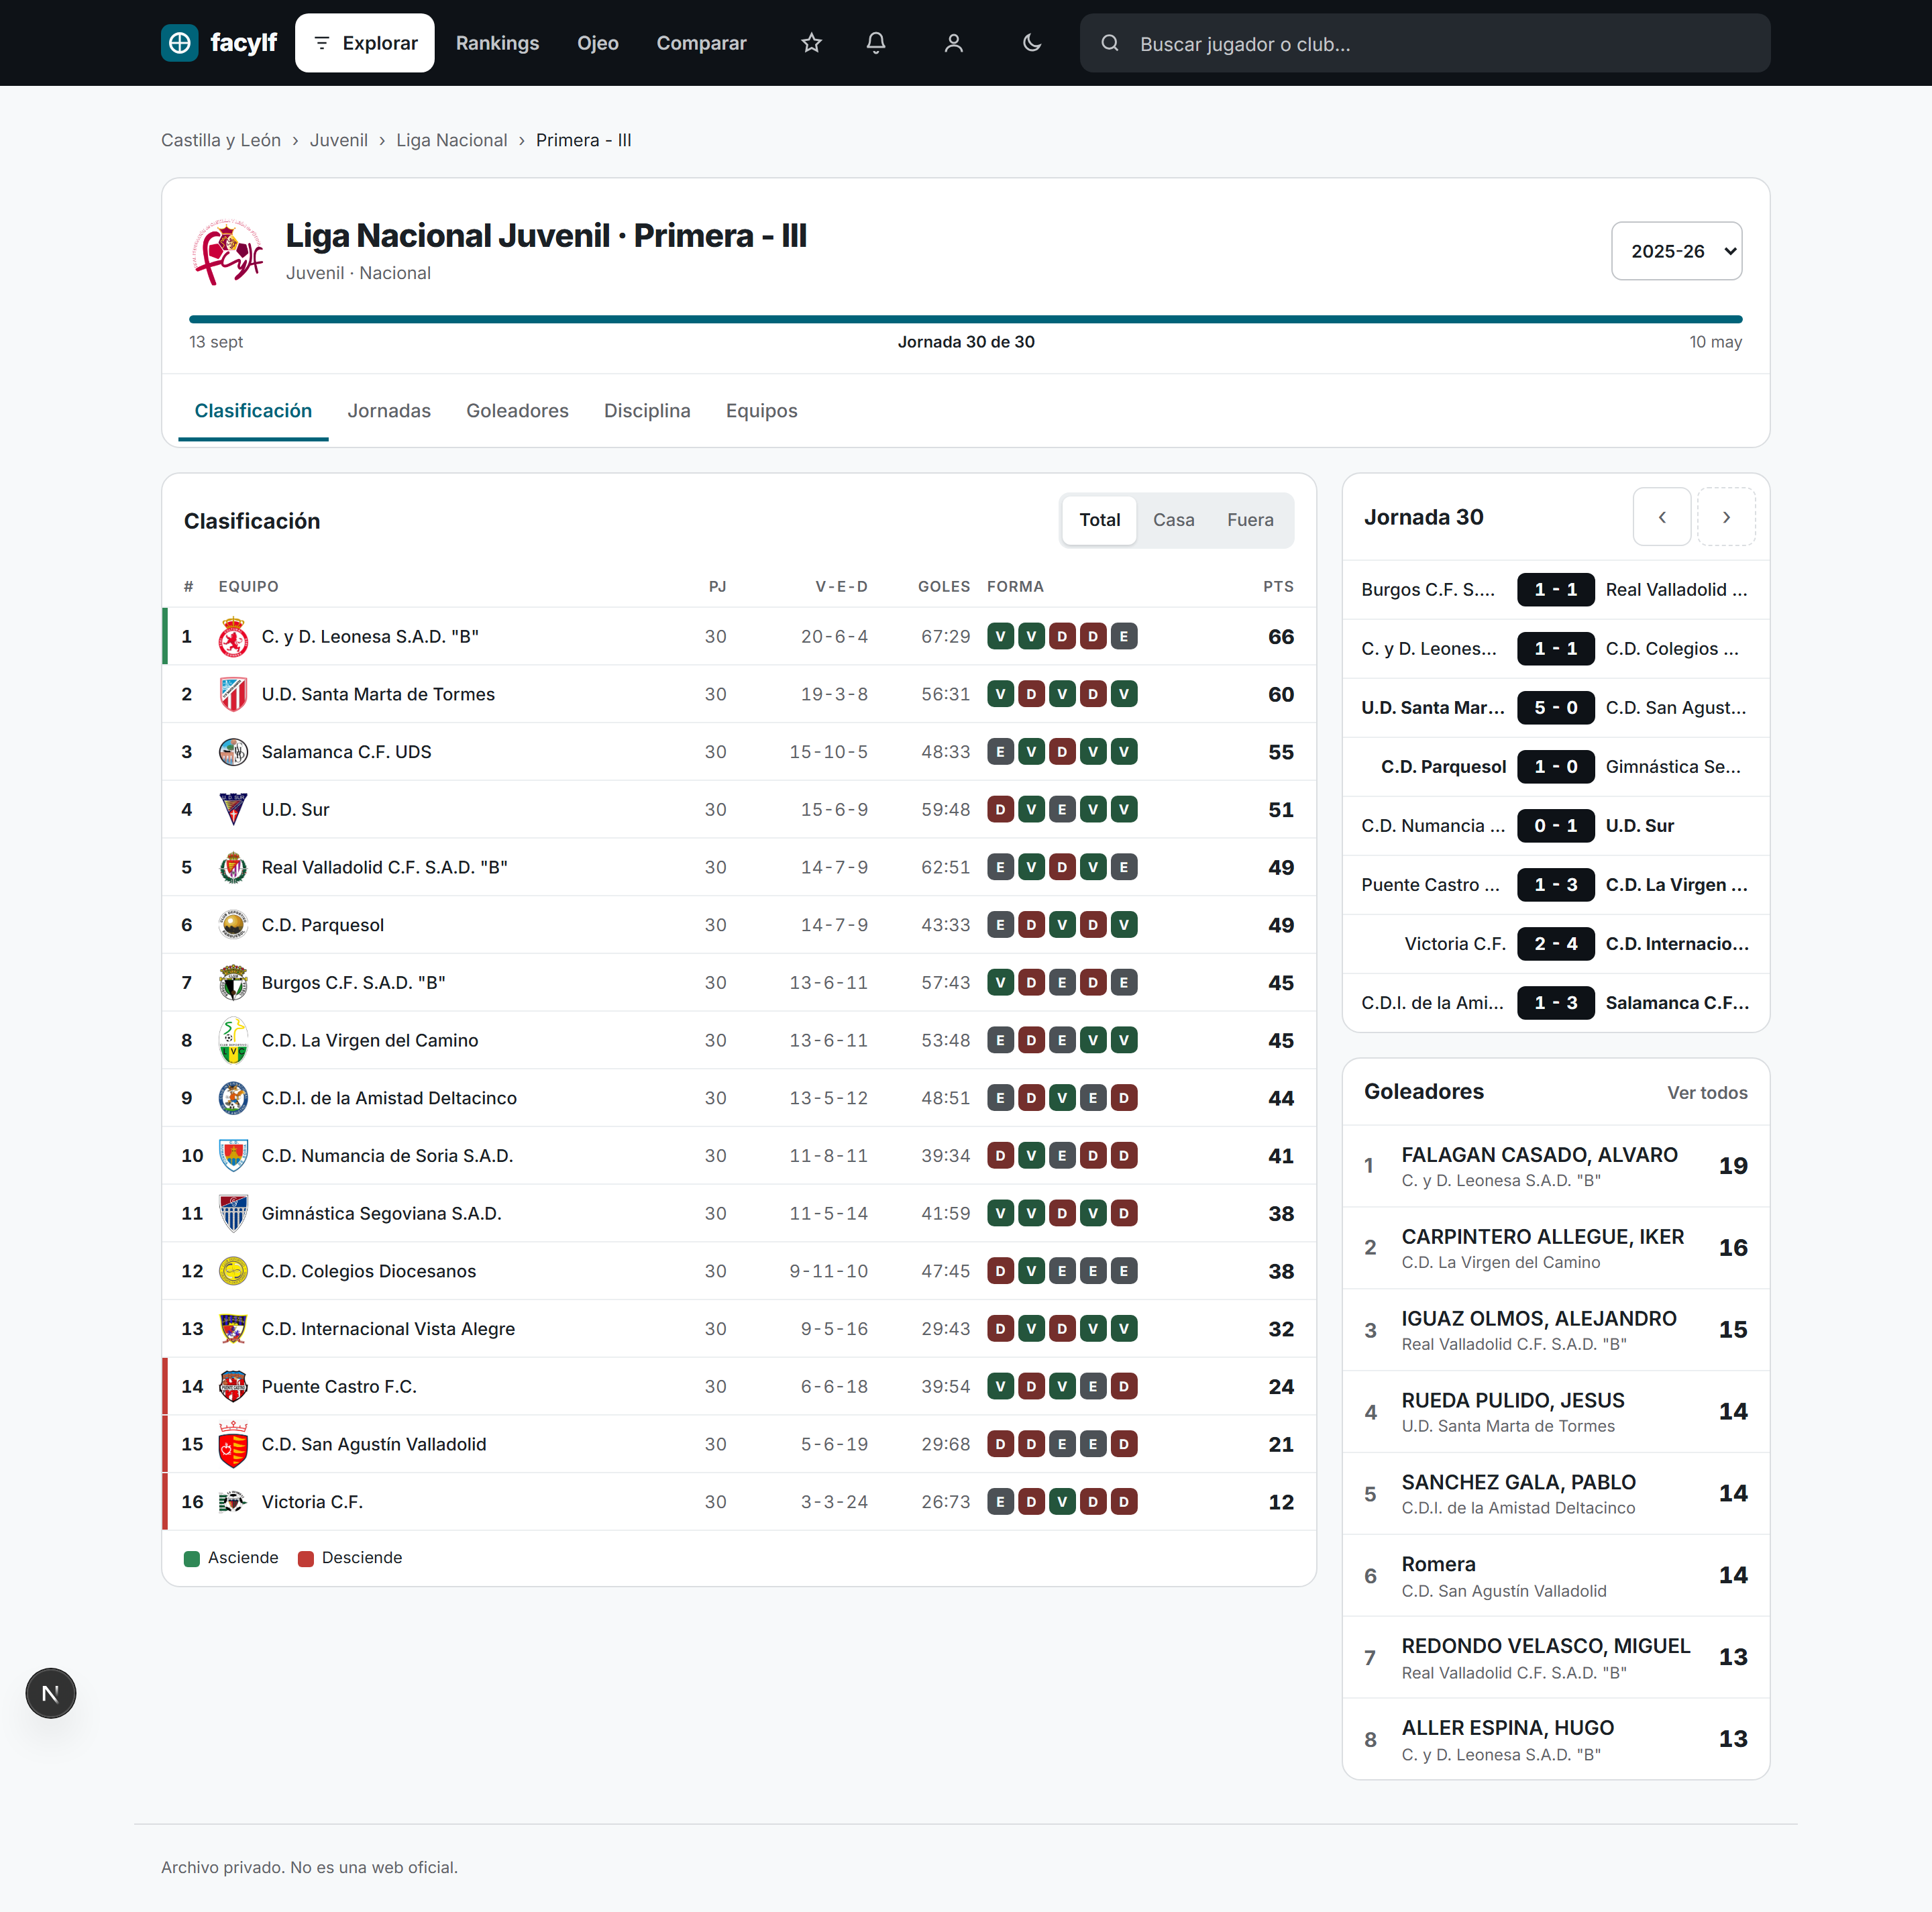 facylf Explorar Rankings Ojeo Comparar Buscar jugador o club...
Castilla y León › Juvenil › Liga Nacional › Primera - III
Liga Nacional Juvenil · Primera - III
Juvenil · Nacional
2025-26
13 sept Jornada 30 de 30 10 may
Clasificación Jornadas Goleadores Disciplina Equipos
Clasificación Total Casa Fuera
# EQUIPO PJ V-E-D GOLES FORMA PTS
1 C. y D. Leonesa S.A.D. "B" 30 20-6-4 67:29 V V D D E 66
2 U.D. Santa Marta de Tormes 30 19-3-8 56:31 V D V D V 60
3 Salamanca C.F. UDS 30 15-10-5 48:33 E V D V V 55
4 U.D. Sur 30 15-6-9 59:48 D V E V V 51
5 Real Valladolid C.F. S.A.D. "B" 30 14-7-9 62:51 E V D V E 49
6 C.D. Parquesol 30 14-7-9 43:33 E D V D V 49
7 Burgos C.F. S.A.D. "B" 30 13-6-11 57:43 V D E D E 45
8 C.D. La Virgen del Camino 30 13-6-11 53:48 E D E V V 45
9 C.D.I. de la Amistad Deltacinco 30 13-5-12 48:51 E D V E D 44
10 C.D. Numancia de Soria S.A.D. 30 11-8-11 39:34 D V E D D 41
11 Gimnástica Segoviana S.A.D. 30 11-5-14 41:59 V V D V D 38
12 C.D. Colegios Diocesanos 30 9-11-10 47:45 D V E E E 38
13 C.D. Internacional Vista Alegre 30 9-5-16 29:43 D V D V V 32
14 Puente Castro F.C. 30 6-6-18 39:54 V D V E D 24
15 C.D. San Agustín Valladolid 30 5-6-19 29:68 D D E E D 21
16 Victoria C.F. 30 3-3-24 26:73 E D V D D 12
Asciende Desciende
Jornada 30 ‹ ›
Burgos C.F. S.... 1 - 1 Real Valladolid ...
C. y D. Leones... 1 - 1 C.D. Colegios ...
U.D. Santa Mar... 5 - 0 C.D. San Agust...
C.D. Parquesol 1 - 0 Gimnástica Se...
C.D. Numancia ... 0 - 1 U.D. Sur
Puente Castro ... 1 - 3 C.D. La Virgen ...
Victoria C.F. 2 - 4 C.D. Internacio...
C.D.I. de la Ami... 1 - 3 Salamanca C.F...
Goleadores Ver todos
1 FALAGAN CASADO, ALVARO 19
C. y D. Leonesa S.A.D. "B"
2 CARPINTERO ALLEGUE, IKER 16
C.D. La Virgen del Camino
3 IGUAZ OLMOS, ALEJANDRO 15
Real Valladolid C.F. S.A.D. "B"
4 RUEDA PULIDO, JESUS 14
U.D. Santa Marta de Tormes
5 SANCHEZ GALA, PABLO 14
C.D.I. de la Amistad Deltacinco
6 Romera 14
C.D. San Agustín Valladolid
7 REDONDO VELASCO, MIGUEL 13
Real Valladolid C.F. S.A.D. "B"
8 ALLER ESPINA, HUGO 13
C. y D. Leonesa S.A.D. "B"
N
Archivo privado. No es una web oficial.